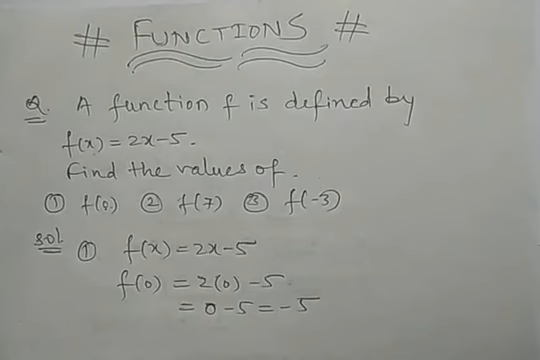 # FUNCTIONS #
Q. A function f is defined by
f(x) = 2x-5.
Find the values of.
① f(0) ② f(7) ③ f(-3)
Sol. ① f(x) = 2x-5
f(0) = 2(0) -5
= 0-5 = -5